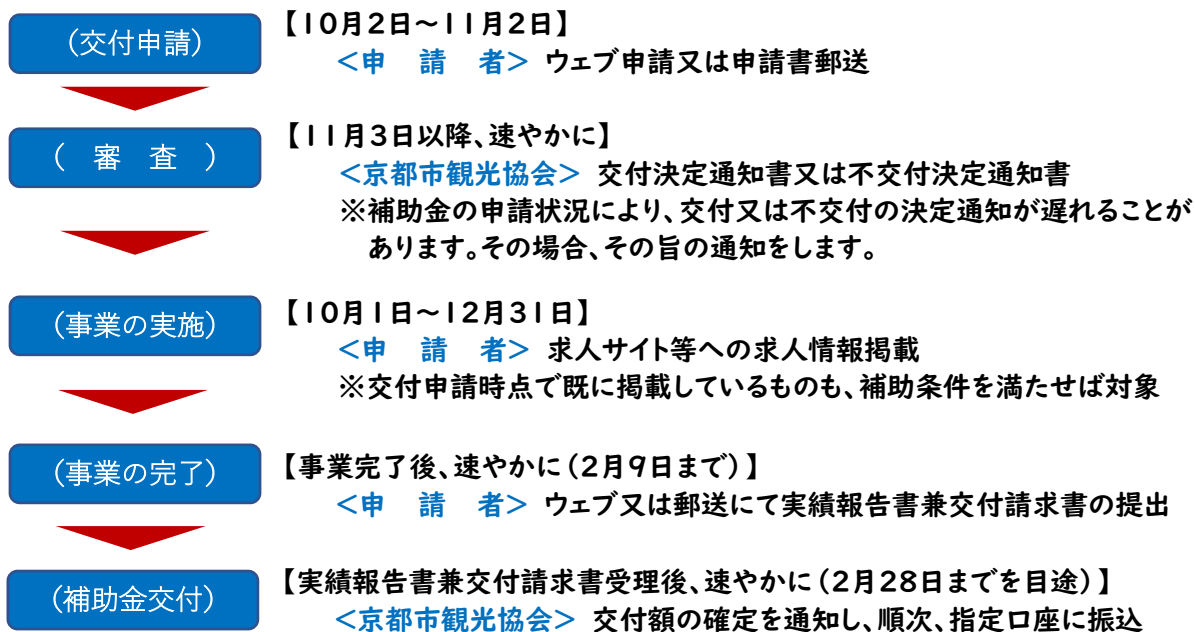 （交付申請）
【10月2日～11月2日】
＜申　請　者＞ ウェブ申請又は申請書郵送
（　審　査　）
【11月3日以降、速やかに】
＜京都市観光協会＞ 交付決定通知書又は不交付決定通知書
※補助金の申請状況により、交付又は不交付の決定通知が遅れることが
あります。その場合、その旨の通知をします。
（事業の実施）
【10月1日～12月31日】
＜申　請　者＞ 求人サイト等への求人情報掲載
※交付申請時点で既に掲載しているものも、補助条件を満たせば対象
（事業の完了）
【事業完了後、速やかに（2月9日まで）】
＜申　請　者＞ ウェブ又は郵送にて実績報告書兼交付請求書の提出
（補助金交付）
【実績報告書兼交付請求書受理後、速やかに（2月28日までを目途）】
＜京都市観光協会＞ 交付額の確定を通知し、順次、指定口座に振込